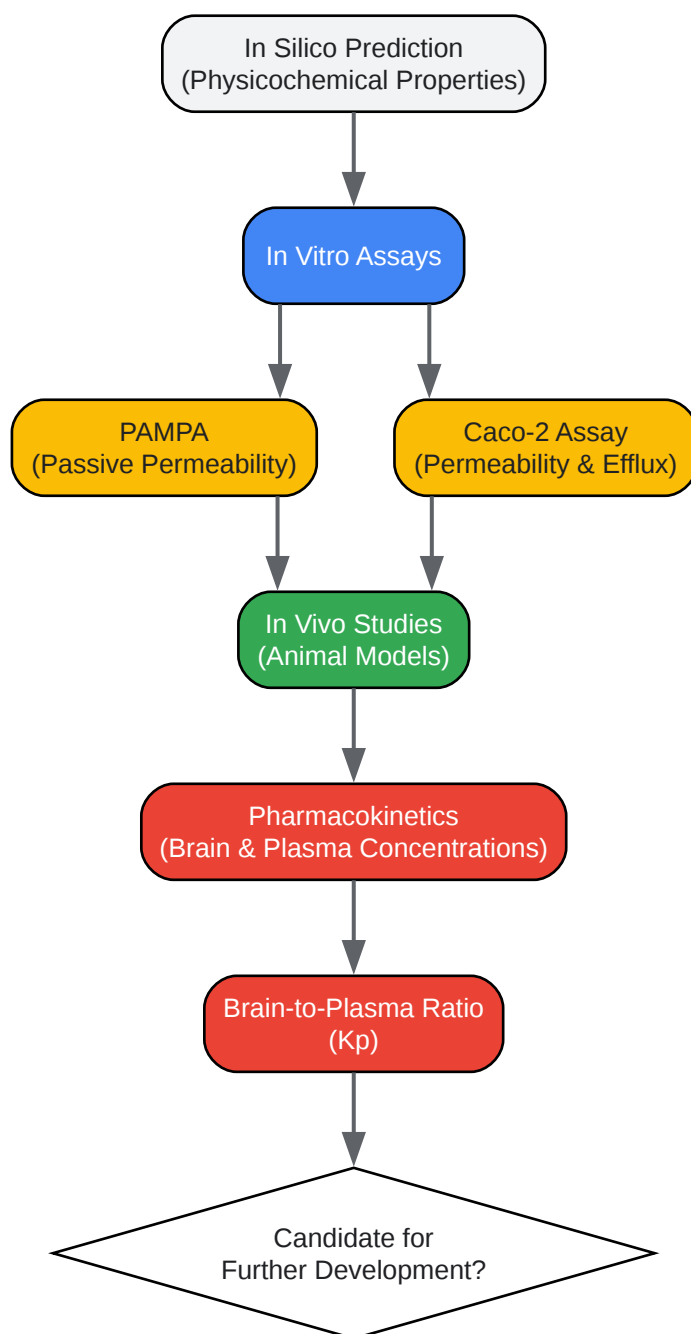 In Silico Prediction
(Physicochemical Properties)
In Vitro Assays
PAMPA
(Passive Permeability)
Caco-2 Assay
(Permeability & Efflux)
In Vivo Studies
(Animal Models)
Pharmacokinetics
(Brain & Plasma Concentrations)
Brain-to-Plasma Ratio
(Kp)
Candidate for
Further Development?